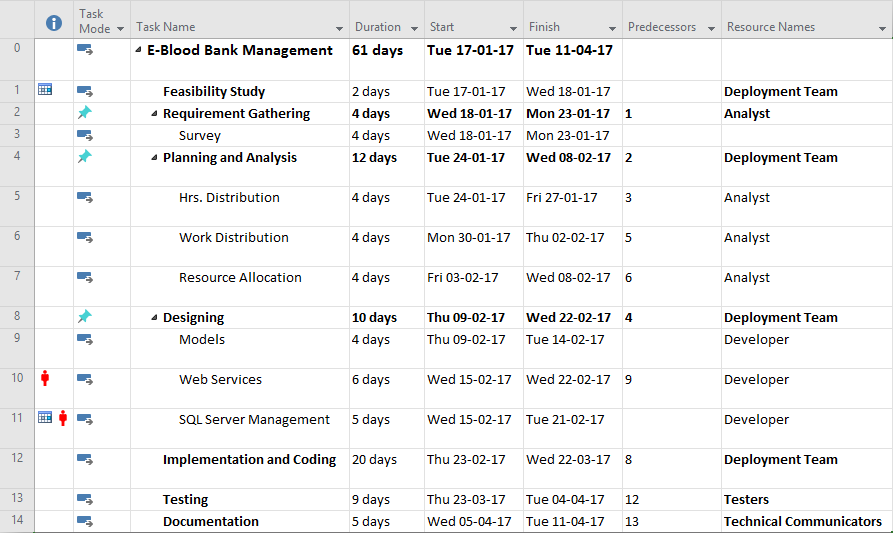 Task Mode Task Name Duration Start Finish Predecessors Resource Names
0 E-Blood Bank Management 61 days Tue 17-01-17 Tue 11-04-17
1 Feasibility Study 2 days Tue 17-01-17 Wed 18-01-17 Deployment Team
2 Requirement Gathering 4 days Wed 18-01-17 Mon 23-01-17 1 Analyst
3 Survey 4 days Wed 18-01-17 Mon 23-01-17
4 Planning and Analysis 12 days Tue 24-01-17 Wed 08-02-17 2 Deployment Team
5 Hrs. Distribution 4 days Tue 24-01-17 Fri 27-01-17 3 Analyst
6 Work Distribution 4 days Mon 30-01-17 Thu 02-02-17 5 Analyst
7 Resource Allocation 4 days Fri 03-02-17 Wed 08-02-17 6 Analyst
8 Designing 10 days Thu 09-02-17 Wed 22-02-17 4 Deployment Team
9 Models 4 days Thu 09-02-17 Tue 14-02-17 Developer
10 Web Services 6 days Wed 15-02-17 Wed 22-02-17 9 Developer
11 SQL Server Management 5 days Wed 15-02-17 Tue 21-02-17 Developer
12 Implementation and Coding 20 days Thu 23-02-17 Wed 22-03-17 8 Deployment Team
13 Testing 9 days Thu 23-03-17 Tue 04-04-17 12 Testers
14 Documentation 5 days Wed 05-04-17 Tue 11-04-17 13 Technical Communicators